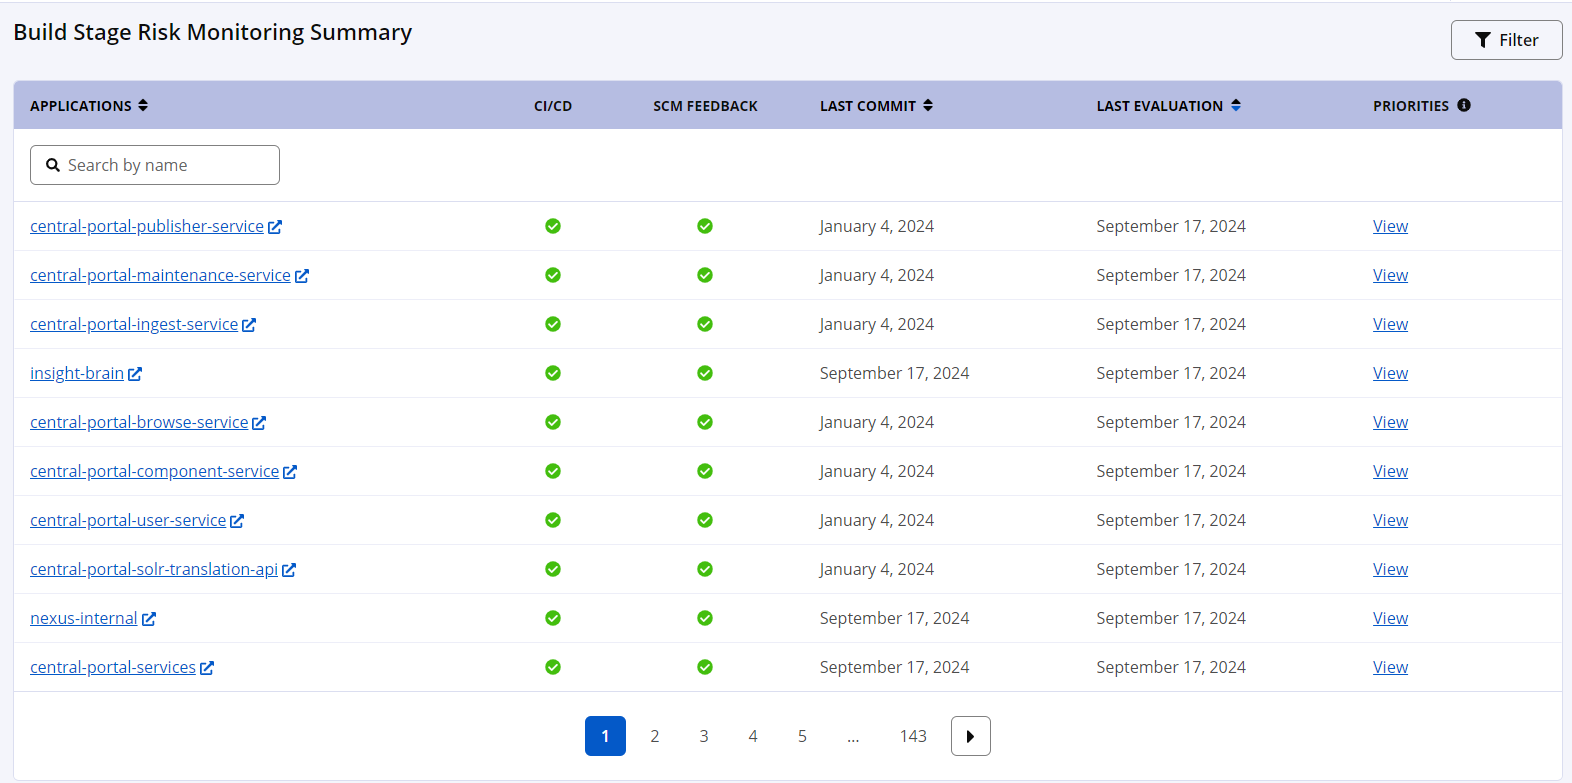 Build Stage Risk Monitoring Summary
Filter
APPLICATIONS CI/CD SCM FEEDBACK LAST COMMIT LAST EVALUATION PRIORITIES
Search by name
central-portal-publisher-service January 4, 2024 September 17, 2024 View
central-portal-maintenance-service January 4, 2024 September 17, 2024 View
central-portal-ingest-service January 4, 2024 September 17, 2024 View
insight-brain September 17, 2024 September 17, 2024 View
central-portal-browse-service January 4, 2024 September 17, 2024 View
central-portal-component-service January 4, 2024 September 17, 2024 View
central-portal-user-service January 4, 2024 September 17, 2024 View
central-portal-solr-translation-api January 4, 2024 September 17, 2024 View
nexus-internal September 17, 2024 September 17, 2024 View
central-portal-services September 17, 2024 September 17, 2024 View
1 2 3 4 5 ... 143